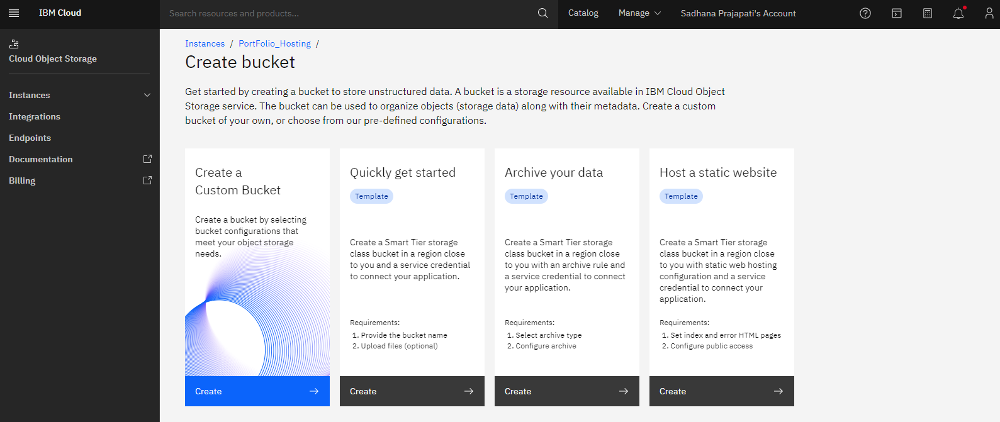 IBM Cloud
Search resources and products...
Catalog
Manage
Sadhana Prajapati's Account
Cloud Object Storage
Instances
Integrations
Endpoints
Documentation
Billing
Instances / PortFolio_Hosting /
Create bucket
Get started by creating a bucket to store unstructured data. A bucket is a storage resource available in IBM Cloud Object
Storage service. The bucket can be used to organize objects (storage data) along with their metadata. Create a custom
bucket of your own, or choose from our pre-defined configurations.
Create a
Custom Bucket
Create a bucket by selecting
bucket configurations that
meet your object storage
needs.
Create
Quickly get started
Template
Create a Smart Tier storage
class bucket in a region close
to you and a service credential
to connect your application.
Requirements:
1. Provide the bucket name
2. Upload files (optional)
Create
Archive your data
Template
Create a Smart Tier storage
class bucket in a region close
to you with an archive rule and
a service credential to connect
your application.
Requirements:
1. Select archive type
2. Configure archive
Create
Host a static website
Template
Create a Smart Tier storage
class bucket in a region close
to you with static web hosting
configuration and a service
credential to connect your
application.
Requirements:
1. Set index and error HTML pages
2. Configure public access
Create